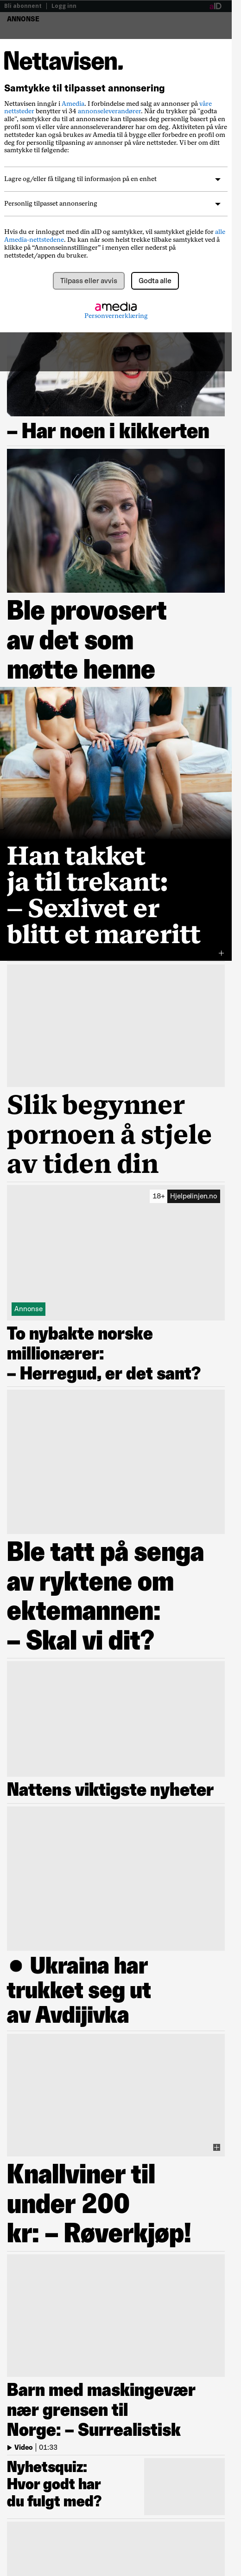 Bli abonnent | Logg inn
ANNONSE
Nettavisen.
Samtykke til tilpasset annonsering
Nettavisen inngår i Amedia. I forbindelse med salg av annonser på våre
nettsteder benytter vi 34 annonseleverandører. Når du trykker på "godta
alle", samtykker du til at annonsene kan tilpasses deg personlig basert på en
profil som vi eller våre annonseleverandører har om deg. Aktiviteten på våre
nettsteder kan også brukes av Amedia til å bygge eller forbedre en profil om
deg for personlig tilpasning av annonser på våre nettsteder. Vi ber om ditt
samtykke til følgende:
Lagre og/eller få tilgang til informasjon på en enhet
Personlig tilpasset annonsering
Hvis du er innlogget med din aID og samtykker, vil samtykket gjelde for alle
Amedia-nettstedene. Du kan når som helst trekke tilbake samtykket ved å
klikke på “Annonseinnstillinger” i menyen eller nederst på
nettstedet/appen du bruker.
Tilpass eller avvis
Godta alle
amedia
Personvernerklæring
– Har noen i kikkerten
Ble provosert
av det som
møtte henne
Han takket
ja til trekant:
– Sexlivet er
blitt et mareritt
Slik begynner
pornoen å stjele
av tiden din
18+ Hjelpelinjen.no
Annonse
To nybakte norske
millionærer:
– Herregud, er det sant?
Ble tatt på senga
av ryktene om
ektemannen:
– Skal vi dit?
Nattens viktigste nyheter
● Ukraina har
trukket seg ut
av Avdijivka
Knallviner til
under 200
kr: – Røverkjøp!
Barn med maskingevær
nær grensen til
Norge: – Surrealistisk
Video | 01:33
Nyhetsquiz:
Hvor godt har
du fulgt med?